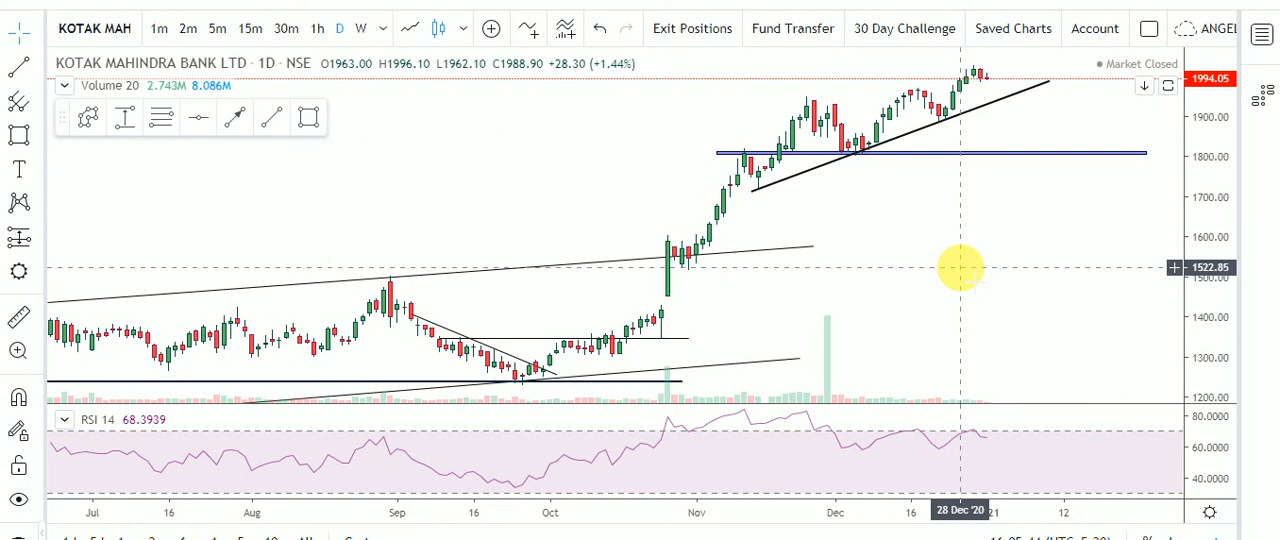 KOTAK MAH 1m 2m 5m 15m 30m 1h D W Exit Positions Fund Transfer 30 Day Challenge Saved Charts Account ANGEL
KOTAK MAHINDRA BANK LTD · 1D · NSE O1963.00 H1996.10 L1962.10 C1988.90 +28.30 (+1.44%) Market Closed
1994.05
Volume 20 2.743M 8.086M
1900.00
1800.00
1700.00
1600.00
1522.85
1500.00
1400.00
1300.00
1200.00
RSI 14 68.3939
80.0000
60.0000
40.0000
Jul 16 Aug Sep 16 Oct Nov Dec 16 28 Dec '20 21 12